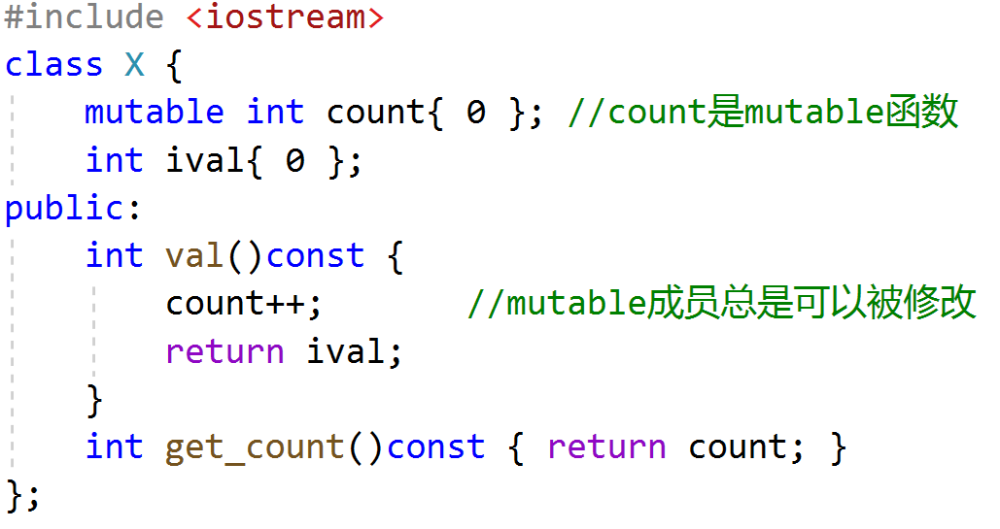 #include <iostream>
class X {
    mutable int count{ 0 }; //count是mutable函数
    int ival{ 0 };
public:
    int val()const {
        count++;       //mutable成员总是可以被修改
        return ival;
    }
    int get_count()const { return count; }
};